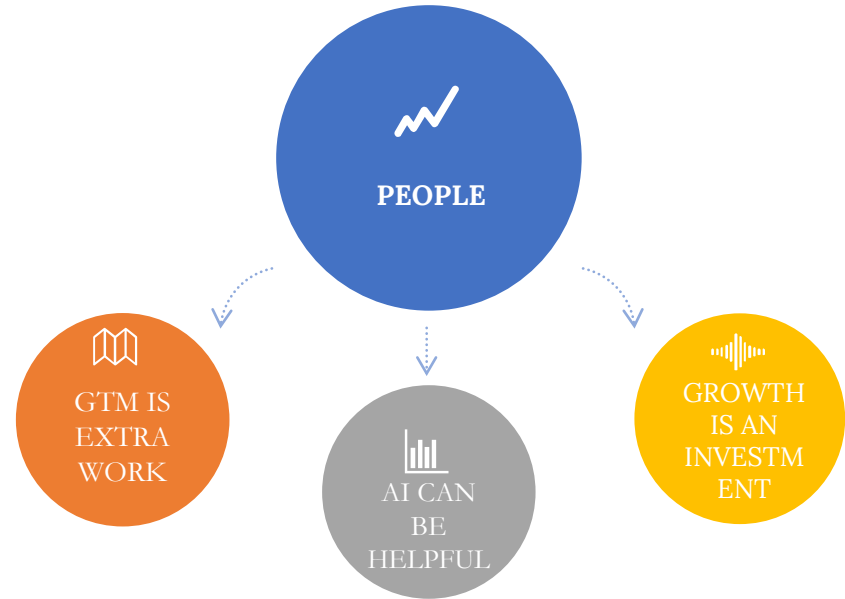 PEOPLE
GTM IS
EXTRA
WORK
AI CAN
BE
HELPFUL
GROWTH
IS AN
INVESTM
ENT